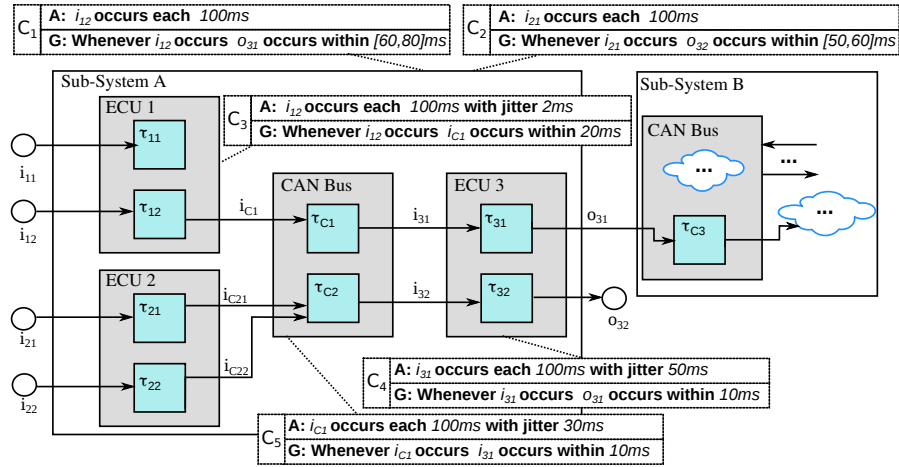 C1
A: i12 occurs each 100ms
G: Whenever i12 occurs o31 occurs within [60,80]ms
C2
A: i21 occurs each 100ms
G: Whenever i21 occurs o32 occurs within [50,60]ms
Sub-System A
Sub-System B
ECU 1
C3
A: i12 occurs each 100ms with jitter 2ms
G: Whenever i12 occurs iC1 occurs within 20ms
τ11
i11
τ12
i12
iC1
CAN Bus
τC1
i31
ECU 3
τ31
o31
CAN Bus
...
...
...
τC3
ECU 2
τ21
i21
iC21
τC2
i32
τ32
o32
τ22
i22
iC22
C4
A: i31 occurs each 100ms with jitter 50ms
G: Whenever i31 occurs o31 occurs within 10ms
C5
A: iC1 occurs each 100ms with jitter 30ms
G: Whenever iC1 occurs i31 occurs within 10ms